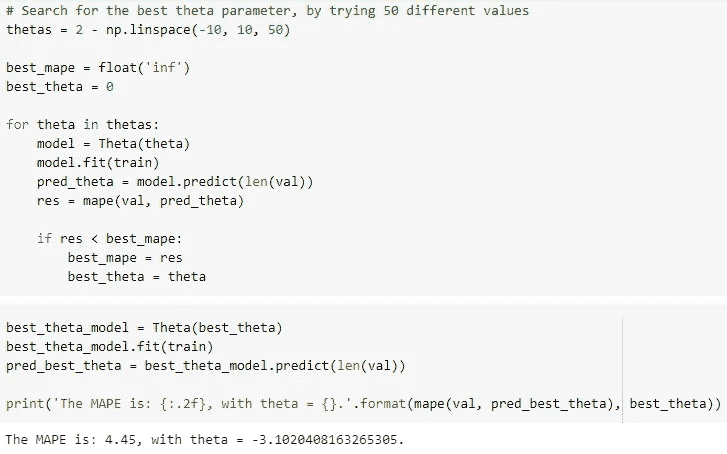 # Search for the best theta parameter, by trying 50 different values
thetas = 2 - np.linspace(-10, 10, 50)
best_mape = float('inf')
best_theta = 0
for theta in thetas:
    model = Theta(theta)
    model.fit(train)
    pred_theta = model.predict(len(val))
    res = mape(val, pred_theta)
    if res < best_mape:
        best_mape = res
        best_theta = theta
best_theta_model = Theta(best_theta)
best_theta_model.fit(train)
pred_best_theta = best_theta_model.predict(len(val))
print('The MAPE is: {:.2f}, with theta = {}.'.format(mape(val, pred_best_theta), best_theta))
The MAPE is: 4.45, with theta = -3.1020408163265305.